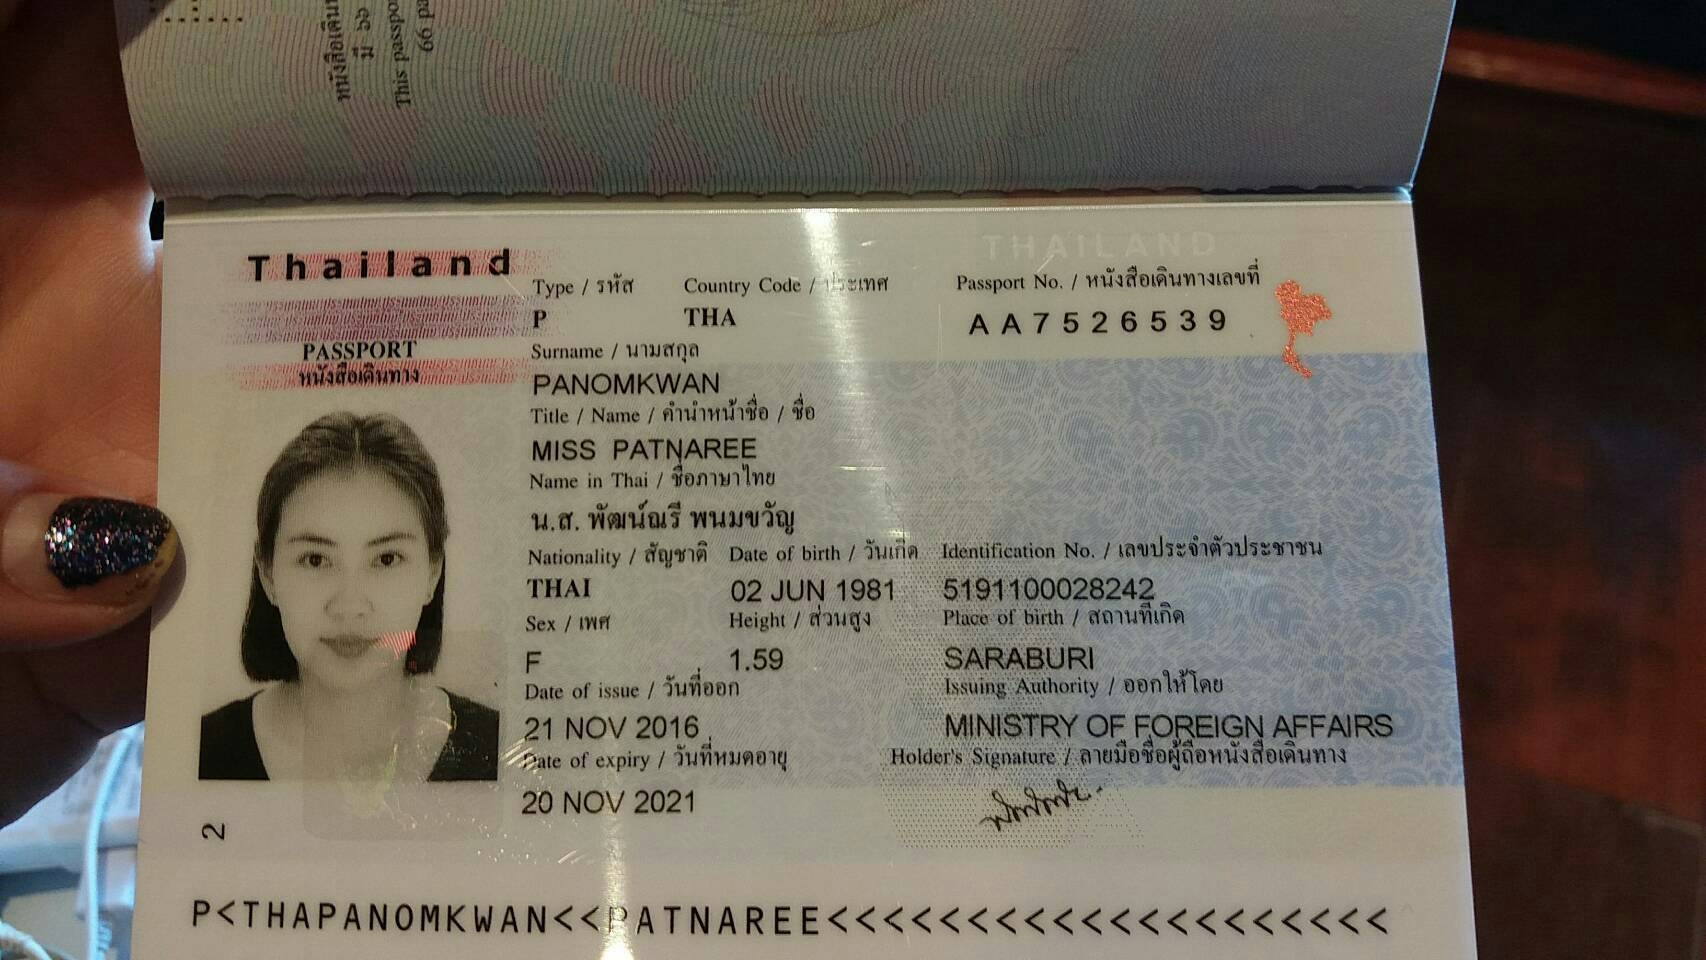 หนังสือเดิน
มี ๖๖
This passpo
66 pa
THAILAND
Thailand
PASSPORT
หนังสือเดินทาง
Type / รหัส Country Code / ประเทศ Passport No. / หนังสือเดินทางเลขที่
P THA AA7526539
Surname / นามสกุล
PANOMKWAN
Title / Name / คำนำหน้าชื่อ / ชื่อ
MISS PATNAREE
Name in Thai / ชื่อภาษาไทย
น.ส. พัฒน์ณรี พนมขวัญ
Nationality / สัญชาติ Date of birth / วันเกิด Identification No. / เลขประจำตัวประชาชน
THAI 02 JUN 1981 5191100028242
Sex / เพศ Height / ส่วนสูง Place of birth / สถานที่เกิด
F 1.59 SARABURI
Date of issue / วันที่ออก Issuing Authority / ออกให้โดย
21 NOV 2016 MINISTRY OF FOREIGN AFFAIRS
Date of expiry / วันที่หมดอายุ Holder's Signature / ลายมือชื่อผู้ถือหนังสือเดินทาง
20 NOV 2021
2
P<THAPANOMKWAN<<PATNAREE<<<<<<<<<<<<<<<<<<<<